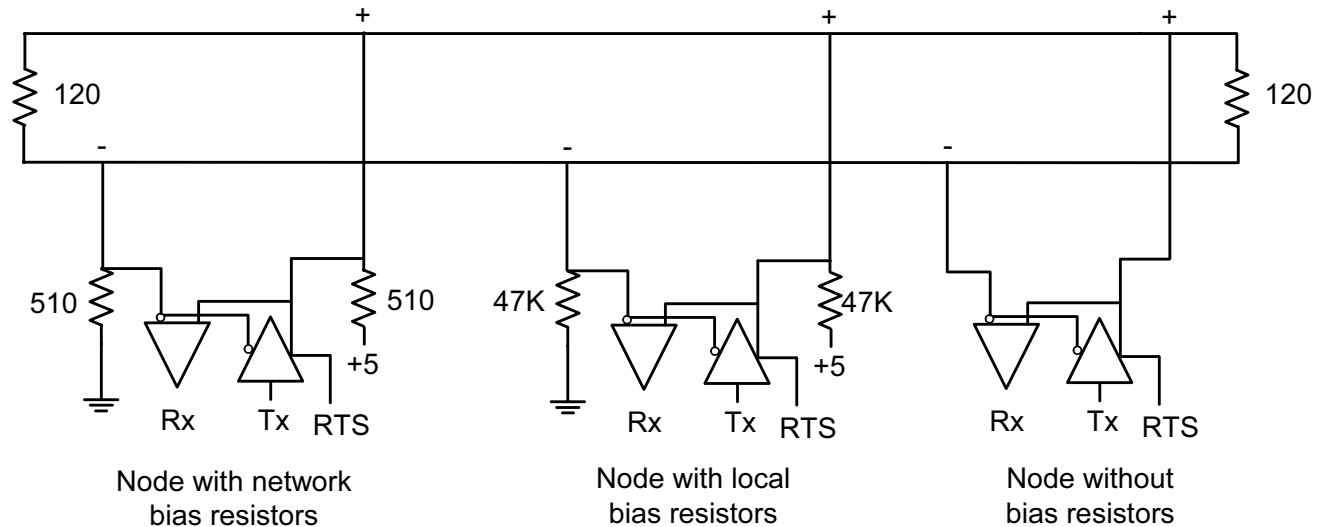 + + +
120 120
- - -
510 510 47K 47K
+5 +5
Rx Tx RTS Rx Tx RTS Rx Tx RTS
Node with network
bias resistors
Node with local
bias resistors
Node without
bias resistors